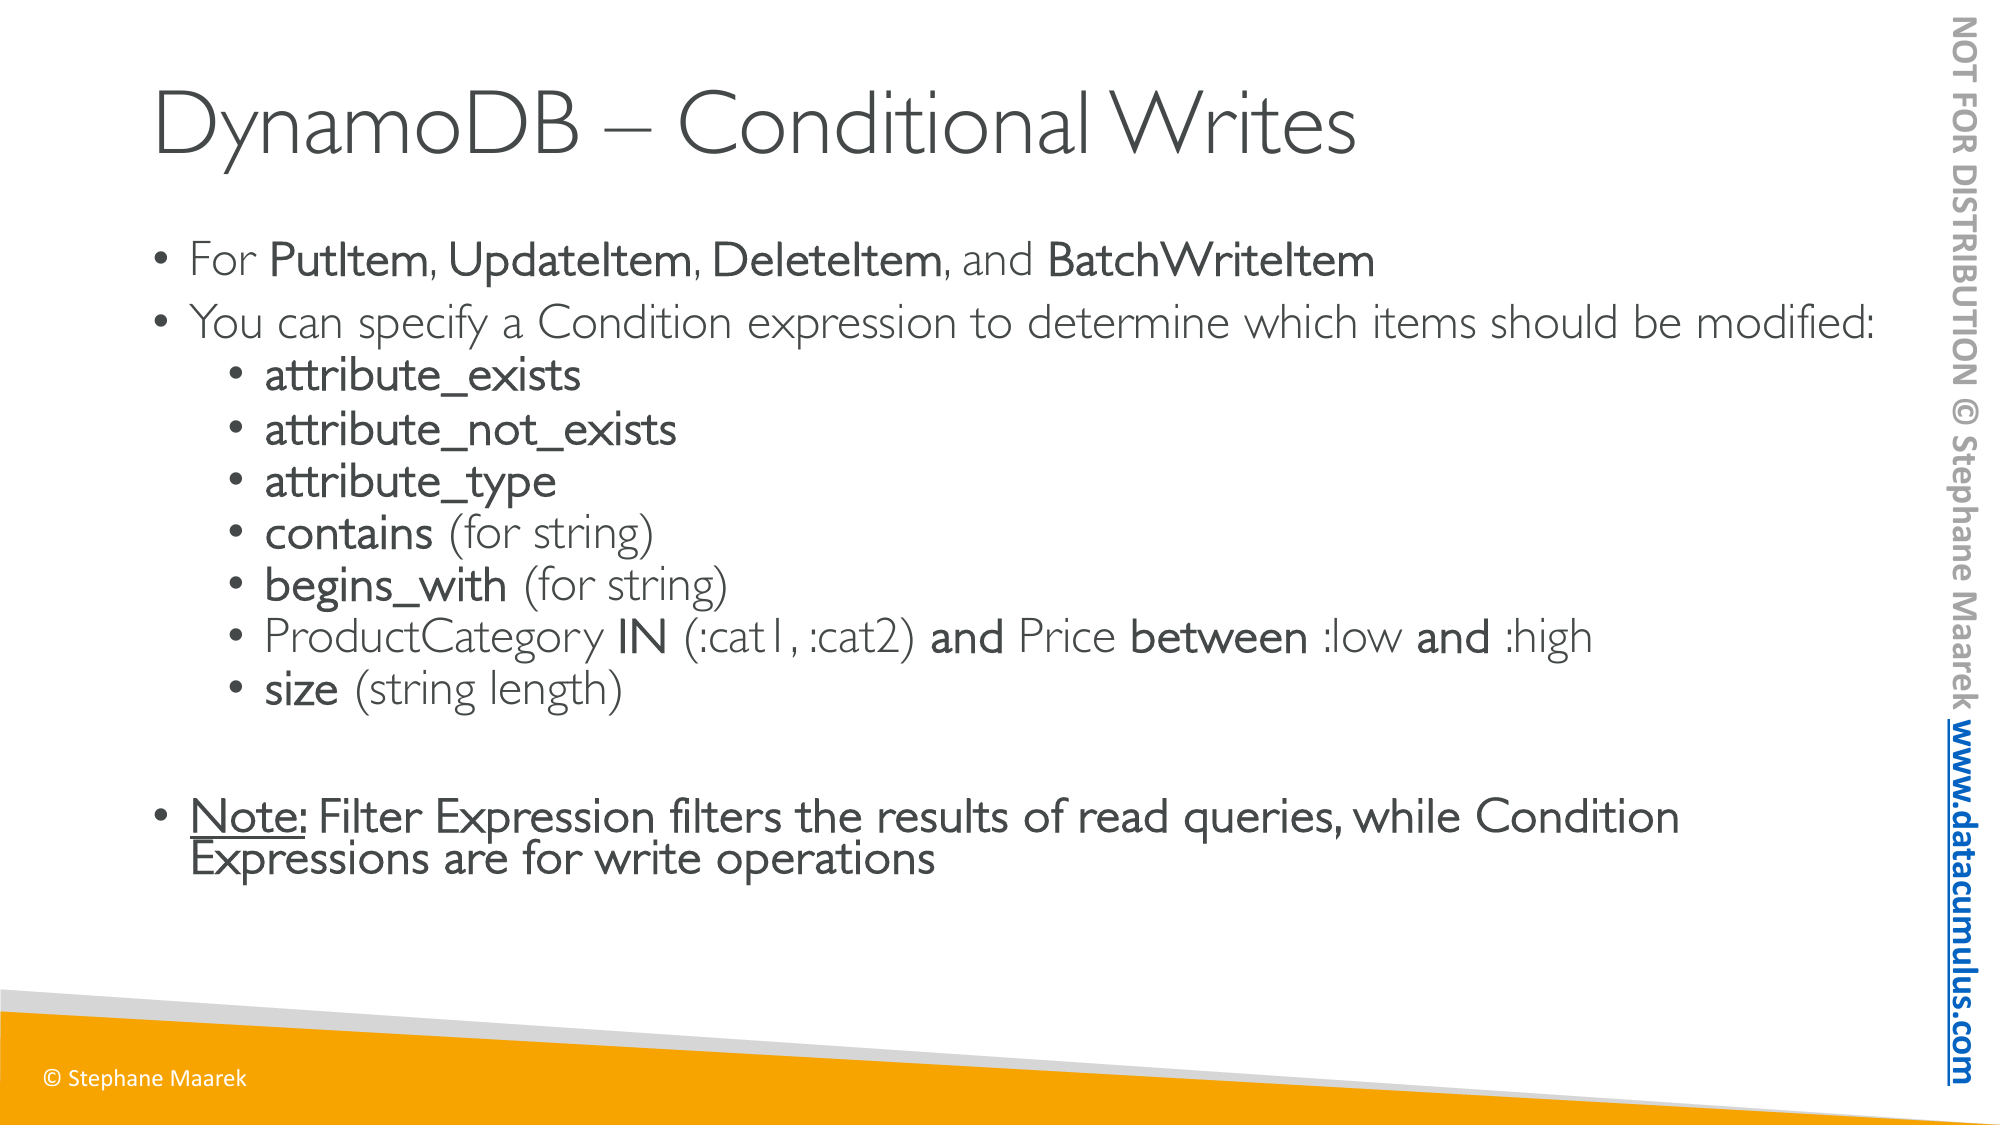 DynamoDB – Conditional Writes
• For PutItem, UpdateItem, DeleteItem, and BatchWriteItem
• You can specify a Condition expression to determine which items should be modified:
• attribute_exists
• attribute_not_exists
• attribute_type
• contains (for string)
• begins_with (for string)
• ProductCategory IN (:cat1, :cat2) and Price between :low and :high
• size (string length)
• Note: Filter Expression filters the results of read queries, while Condition
Expressions are for write operations
© Stephane Maarek
NOT FOR DISTRIBUTION © Stephane Maarek www.datacumulus.com